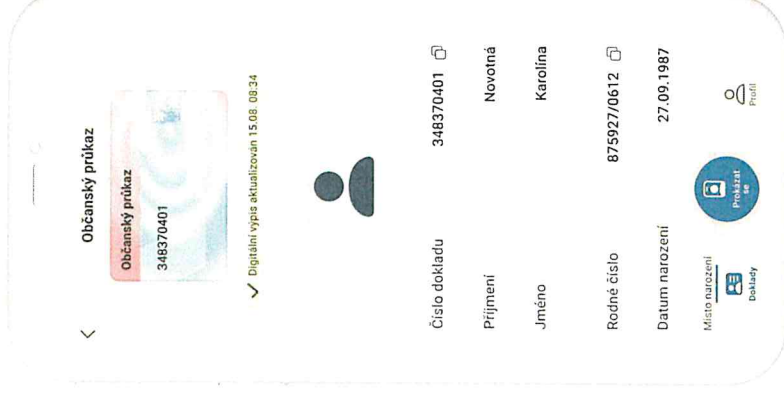 Občanský průkaz
Občanský průkaz
348370401
Digitální výpis aktualizován 15.08. 08:34
Číslo dokladu 348370401
Příjmení Novotná
Jméno Karolína
Rodné číslo 875927/0612
Datum narození 27.09.1987
Místo narození
Doklady
Prokázat
se
Profil